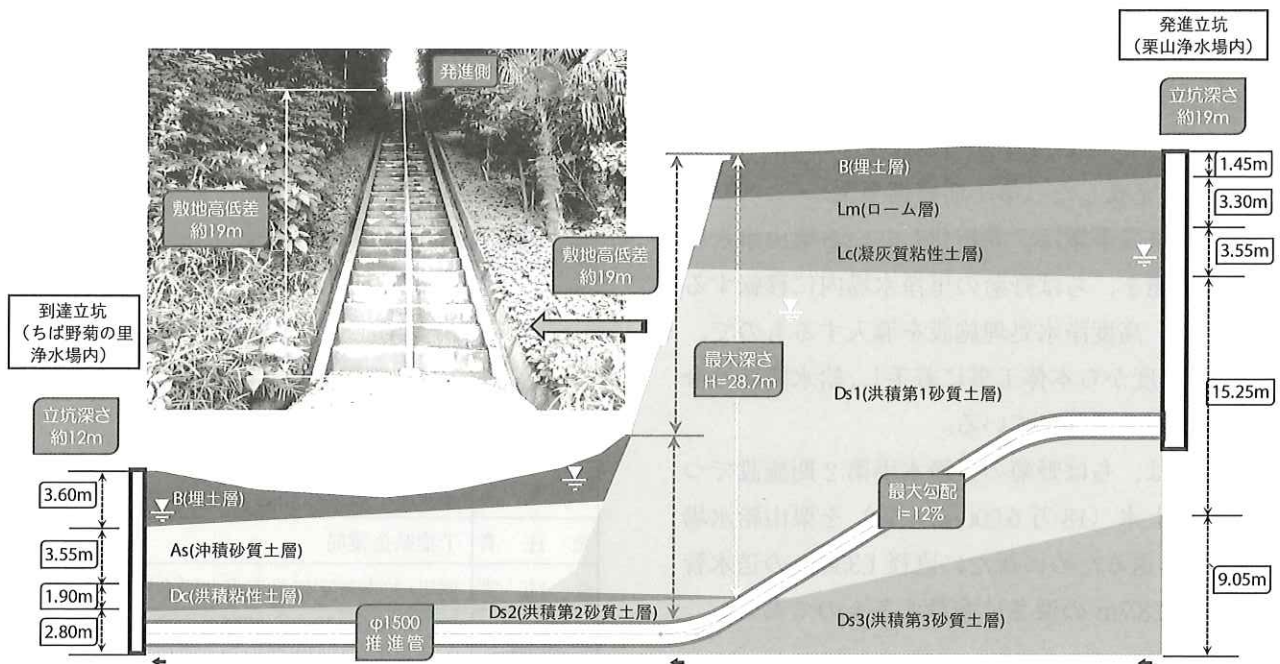 発進立坑
(栗山浄水場内)
発進側
立坑深さ
約19m
1.45m
B(埋土層)
3.30m
Lm(ローム層)
敷地高低差
約19m
3.55m
Lc(凝灰質粘性土層)
敷地高低差
約19m
到達立坑
(ちば野菊の里
浄水場内)
最大深さ
H=28.7m
15.25m
Ds1(洪積第1砂質土層)
立坑深さ
約12m
最大勾配
i=12%
3.60m
B(埋土層)
3.55m
As(沖積砂質土層)
9.05m
1.90m
Dc(洪積粘性土層)
Ds2(洪積第2砂質土層)
Ds3(洪積第3砂質土層)
2.80m
φ1500
推進管